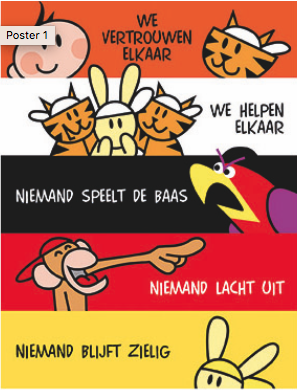 Poster 1
WE
VERTROUWEN
ELKAAR
WE HELPEN
ELKAAR
NIEMAND SPEELT DE BAAS
NIEMAND LACHT UIT
NIEMAND BLIJFT ZIELIG